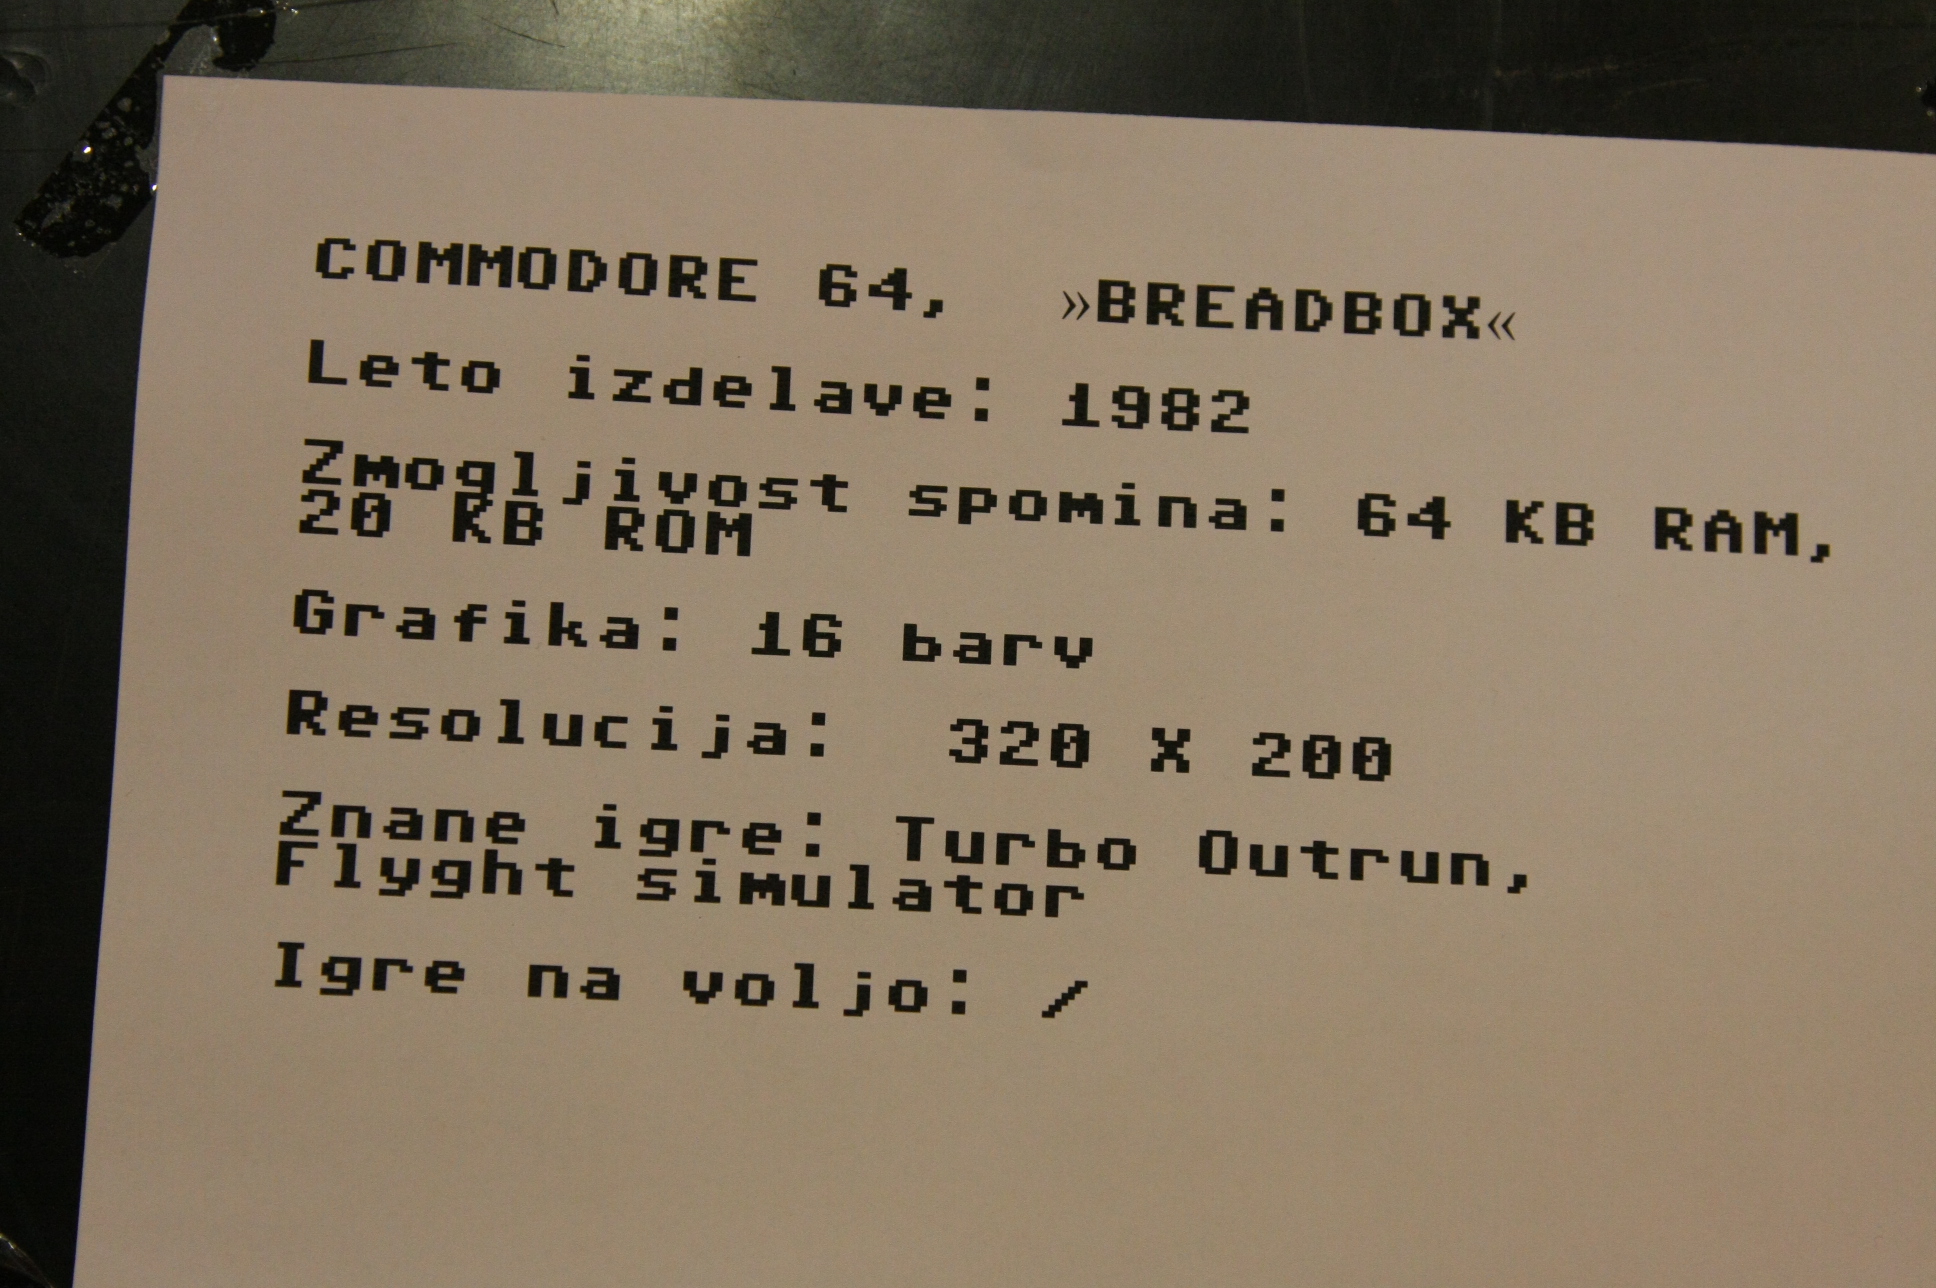 COMMODORE 64,  »BREADBOX«
Leto izdelave: 1982
Zmogljivost spomina: 64 KB RAM,
20 KB ROM
Grafika: 16 barv
Resolucija:  320 X 200
Znane igre: Turbo Outrun,
Flyght simulator
Igre na voljo: /